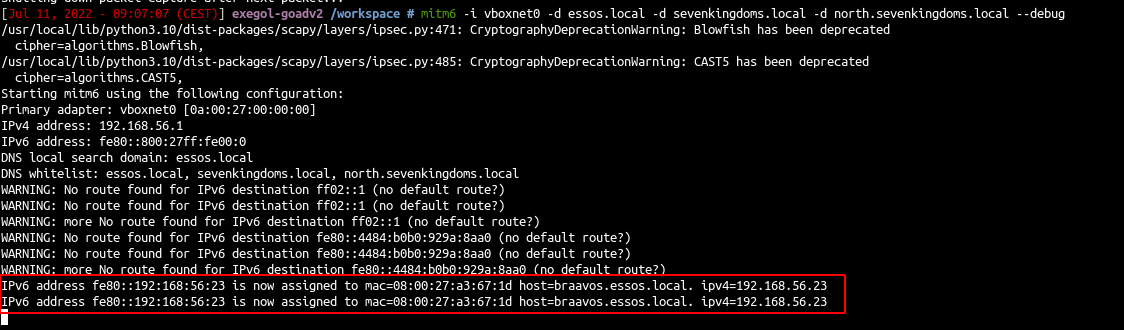 [Jul 11, 2022 - 09:07:07 (CEST)] exegol-goadv2 /workspace # mitm6 -i vboxnet0 -d essos.local -d sevenkingdoms.local -d north.sevenkingdoms.local --debug
/usr/local/lib/python3.10/dist-packages/scapy/layers/ipsec.py:471: CryptographyDeprecationWarning: Blowfish has been deprecated
  cipher=algorithms.Blowfish,
/usr/local/lib/python3.10/dist-packages/scapy/layers/ipsec.py:485: CryptographyDeprecationWarning: CAST5 has been deprecated
  cipher=algorithms.CAST5,
Starting mitm6 using the following configuration:
Primary adapter: vboxnet0 [0a:00:27:00:00:00]
IPv4 address: 192.168.56.1
IPv6 address: fe80::800:27ff:fe00:0
DNS local search domain: essos.local
DNS whitelist: essos.local, sevenkingdoms.local, north.sevenkingdoms.local
WARNING: No route found for IPv6 destination ff02::1 (no default route?)
WARNING: No route found for IPv6 destination ff02::1 (no default route?)
WARNING: more No route found for IPv6 destination ff02::1 (no default route?)
WARNING: No route found for IPv6 destination fe80::4484:b0b0:929a:8aa0 (no default route?)
WARNING: No route found for IPv6 destination fe80::4484:b0b0:929a:8aa0 (no default route?)
WARNING: more No route found for IPv6 destination fe80::4484:b0b0:929a:8aa0 (no default route?)
IPv6 address fe80::192:168:56:23 is now assigned to mac=08:00:27:a3:67:1d host=braavos.essos.local. ipv4=192.168.56.23
IPv6 address fe80::192:168:56:23 is now assigned to mac=08:00:27:a3:67:1d host=braavos.essos.local. ipv4=192.168.56.23